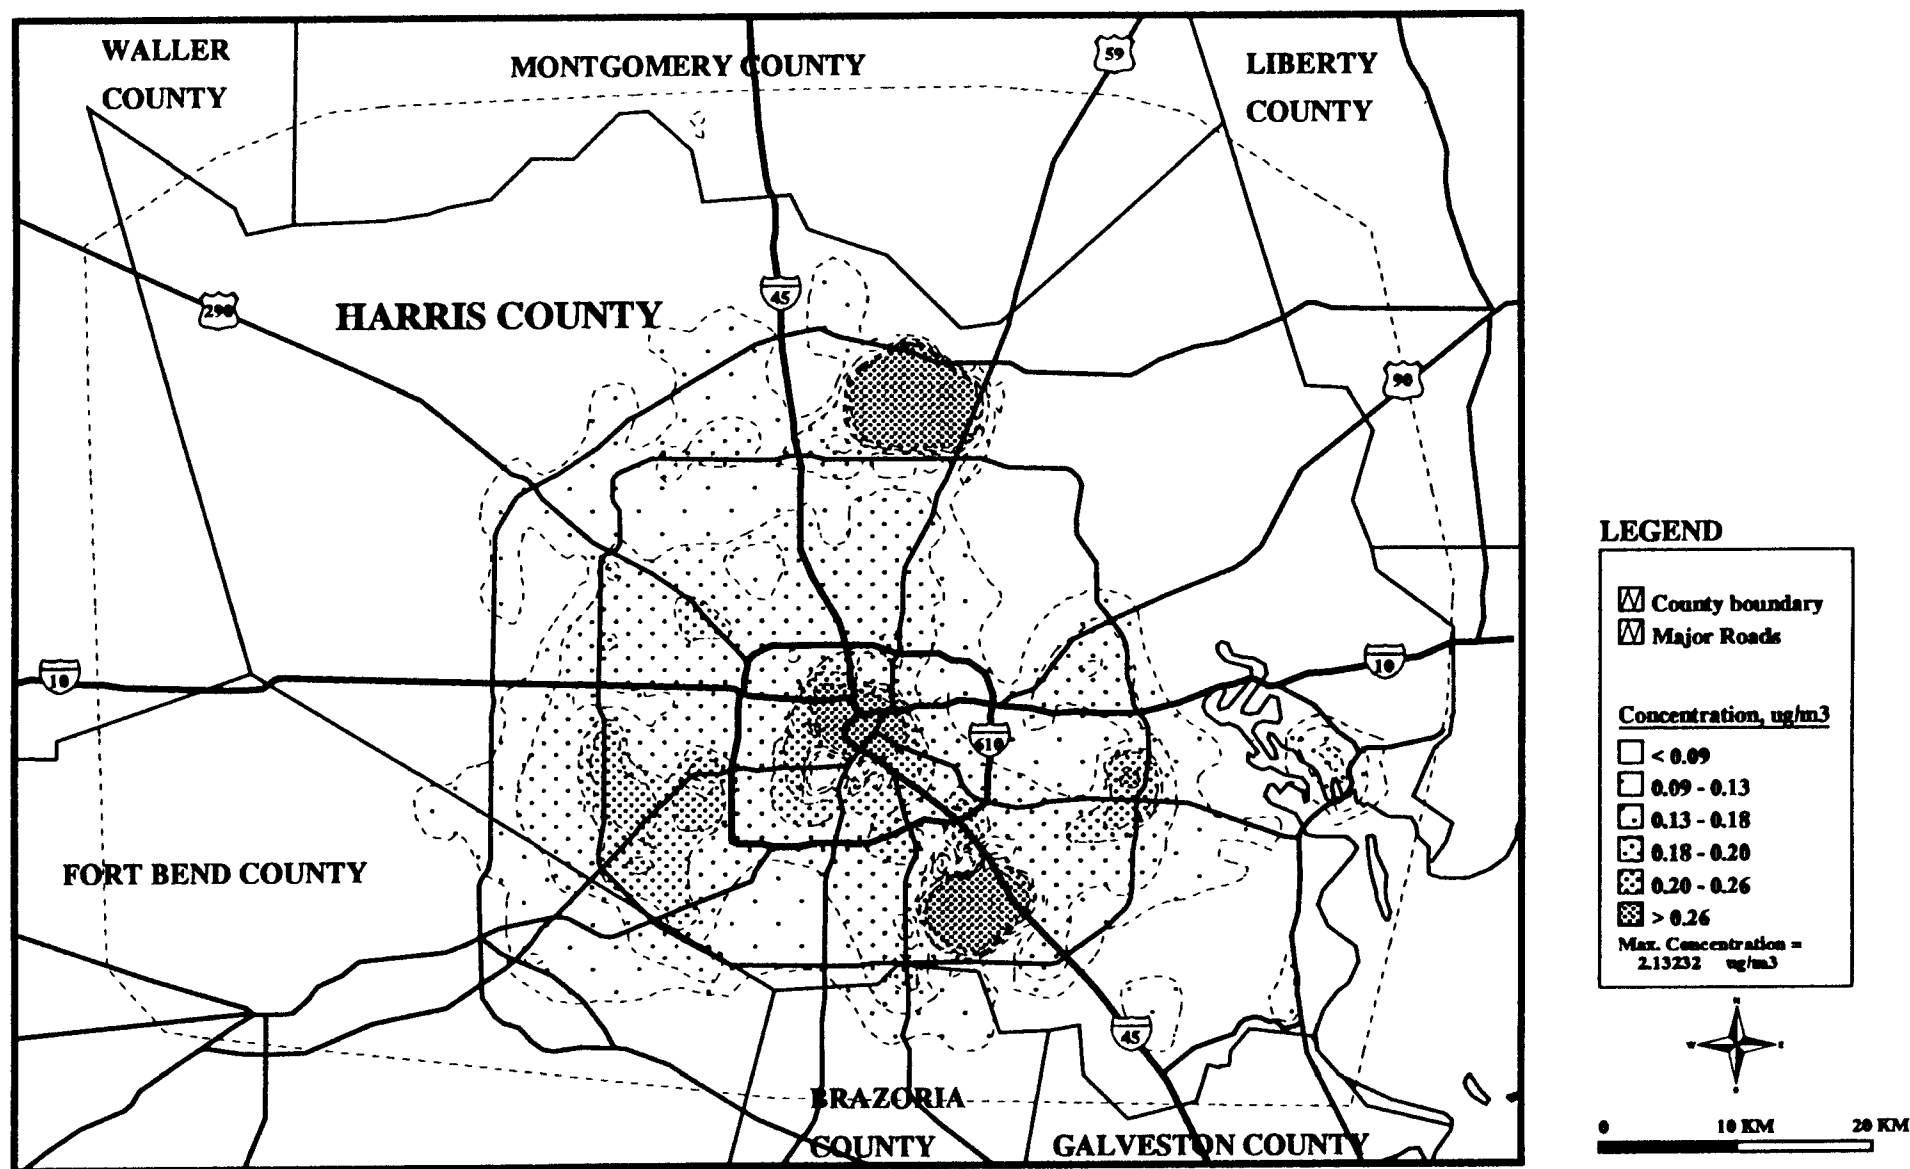 WALLER
COUNTY
MONTGOMERY COUNTY
59
LIBERTY
COUNTY
290
HARRIS COUNTY
45
90
10
10
610
FORT BEND COUNTY
45
BRAZORIA
COUNTY
GALVESTON COUNTY
LEGEND
County boundary
Major Roads
Concentration, ug/m3
< 0.09
0.09 - 0.13
0.13 - 0.18
0.18 - 0.20
0.20 - 0.26
> 0.26
Max. Concentration =
2.13232 ug/m3
N
W
E
S
0 10 KM 20 KM